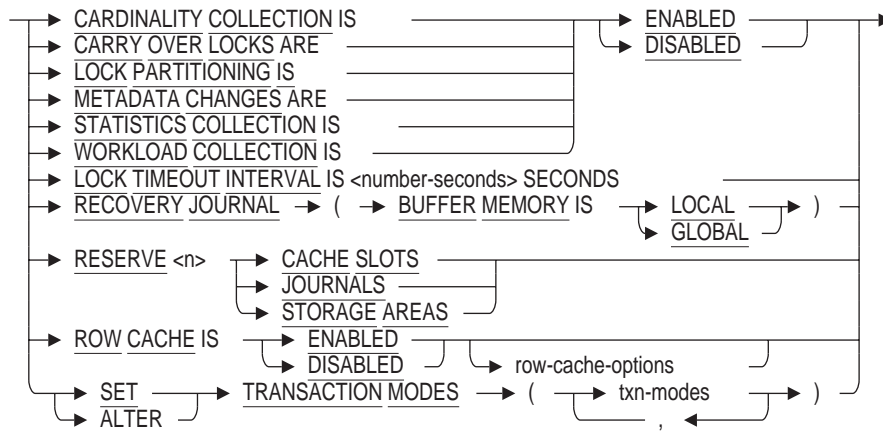 CARDINALITY COLLECTION IS ENABLED
CARRY OVER LOCKS ARE DISABLED
LOCK PARTITIONING IS
METADATA CHANGES ARE
STATISTICS COLLECTION IS
WORKLOAD COLLECTION IS
LOCK TIMEOUT INTERVAL IS <number-seconds> SECONDS
RECOVERY JOURNAL ( BUFFER MEMORY IS LOCAL )
GLOBAL
RESERVE <n> CACHE SLOTS
JOURNALS
STORAGE AREAS
ROW CACHE IS ENABLED
DISABLED row-cache-options
SET TRANSACTION MODES ( txn-modes )
ALTER ,